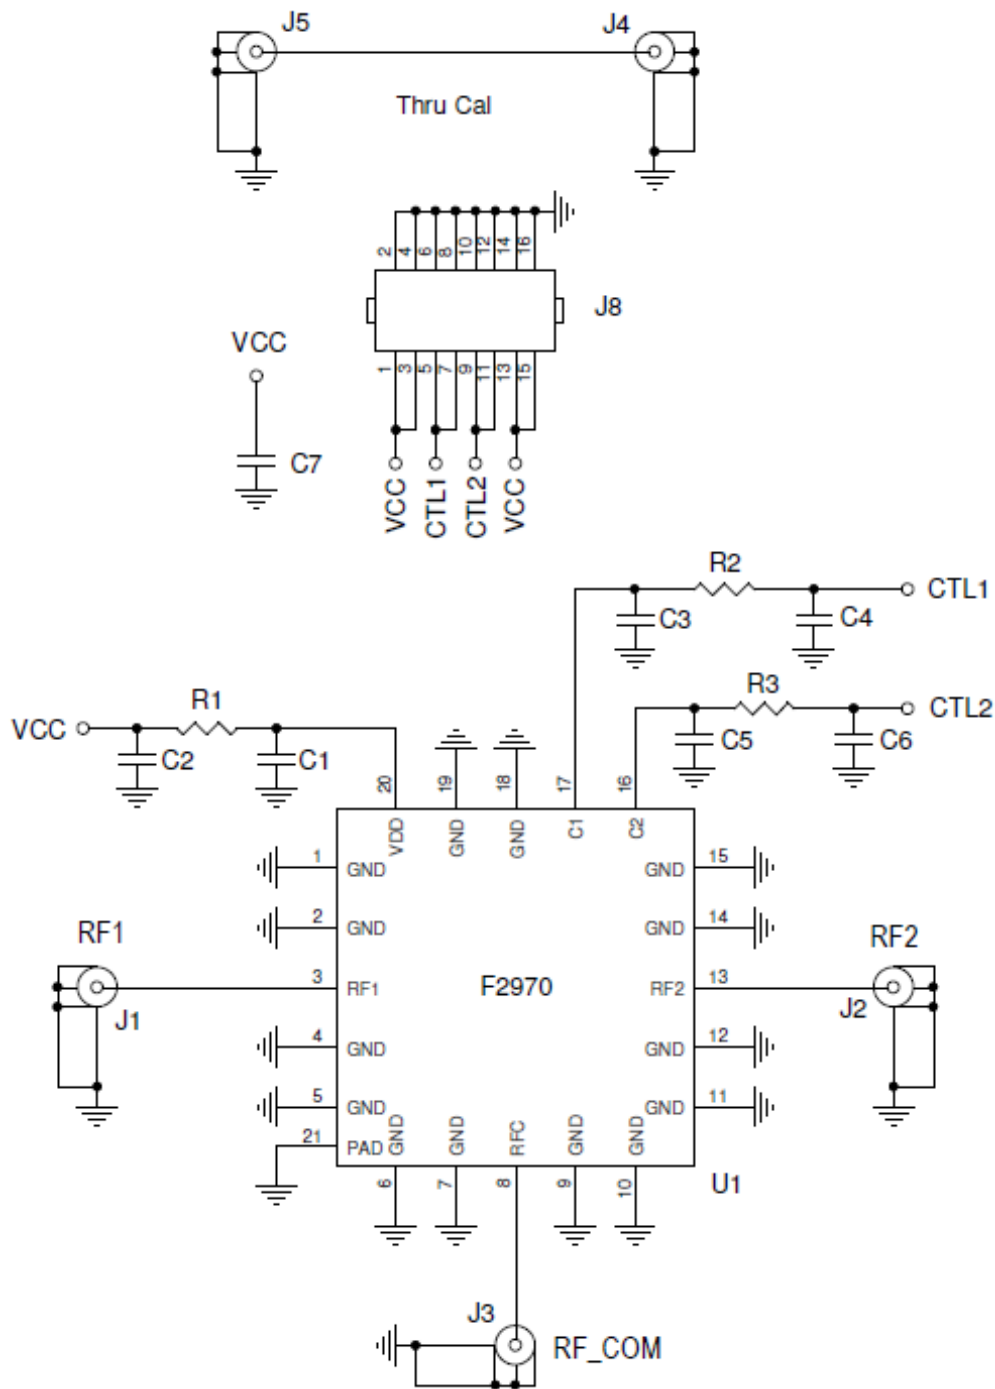 J5
J4
Thru Cal
2 4 6 8 10 12 14 16
J8
VCC
1 3 5 7 9 11 13 15
C7
VCC CTL1 CTL2 VCC
R2
CTL1
C3 C4
R3
R1
CTL2
VCC
C5 C6
C2 C1
20 19 18 17 16
VDD GND GND C1 C2
1 GND GND 15
2 GND GND 14
RF1 RF2
3 RF1 F2970 RF2 13
J1 J2
4 GND GND 12
5 GND GND 11
21 PAD GND GND RFC GND GND
U1
6 7 8 9 10
J3
RF_COM